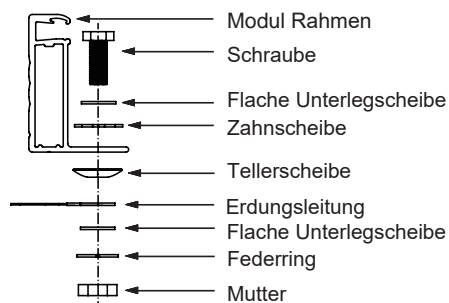 Modul Rahmen
Schraube
Flache Unterlegscheibe
Zahnscheibe
Tellerscheibe
Erdungsleitung
Flache Unterlegscheibe
Federring
Mutter